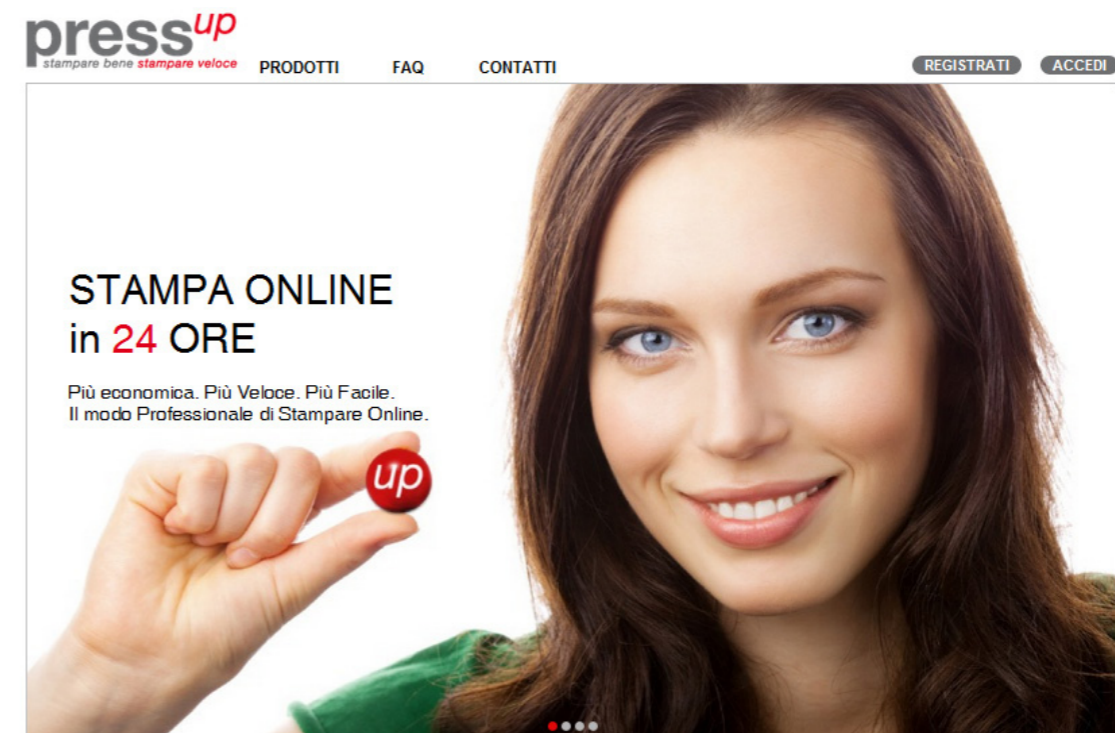 press up
stampare bene stampare veloce
PRODOTTI FAQ CONTATTI REGISTRATI ACCEDI
STAMPA ONLINE
in 24 ORE
Più economica. Più Veloce. Più Facile.
Il modo Professionale di Stampare Online.
up